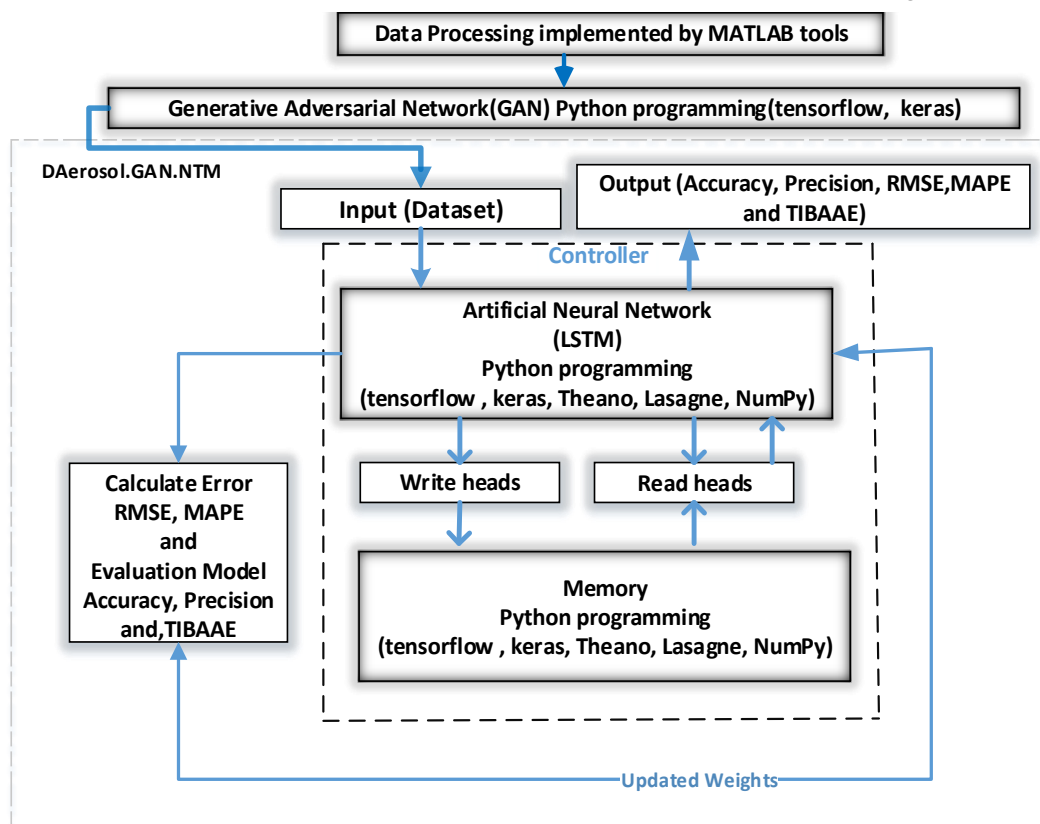 Data Processing implemented by MATLAB tools
Generative Adversarial Network(GAN) Python programming(tensorflow, keras)
DAerosol.GAN.NTM
Input (Dataset)
Output (Accuracy, Precision, RMSE,MAPE
and TIBAAE)
Controller
Artificial Neural Network
(LSTM)
Python programming
(tensorflow , keras, Theano, Lasagne, NumPy)
Write heads
Read heads
Calculate Error
RMSE, MAPE
and
Evaluation Model
Accuracy, Precision
and,TIBAAE
Memory
Python programming
(tensorflow , keras, Theano, Lasagne, NumPy)
Updated Weights